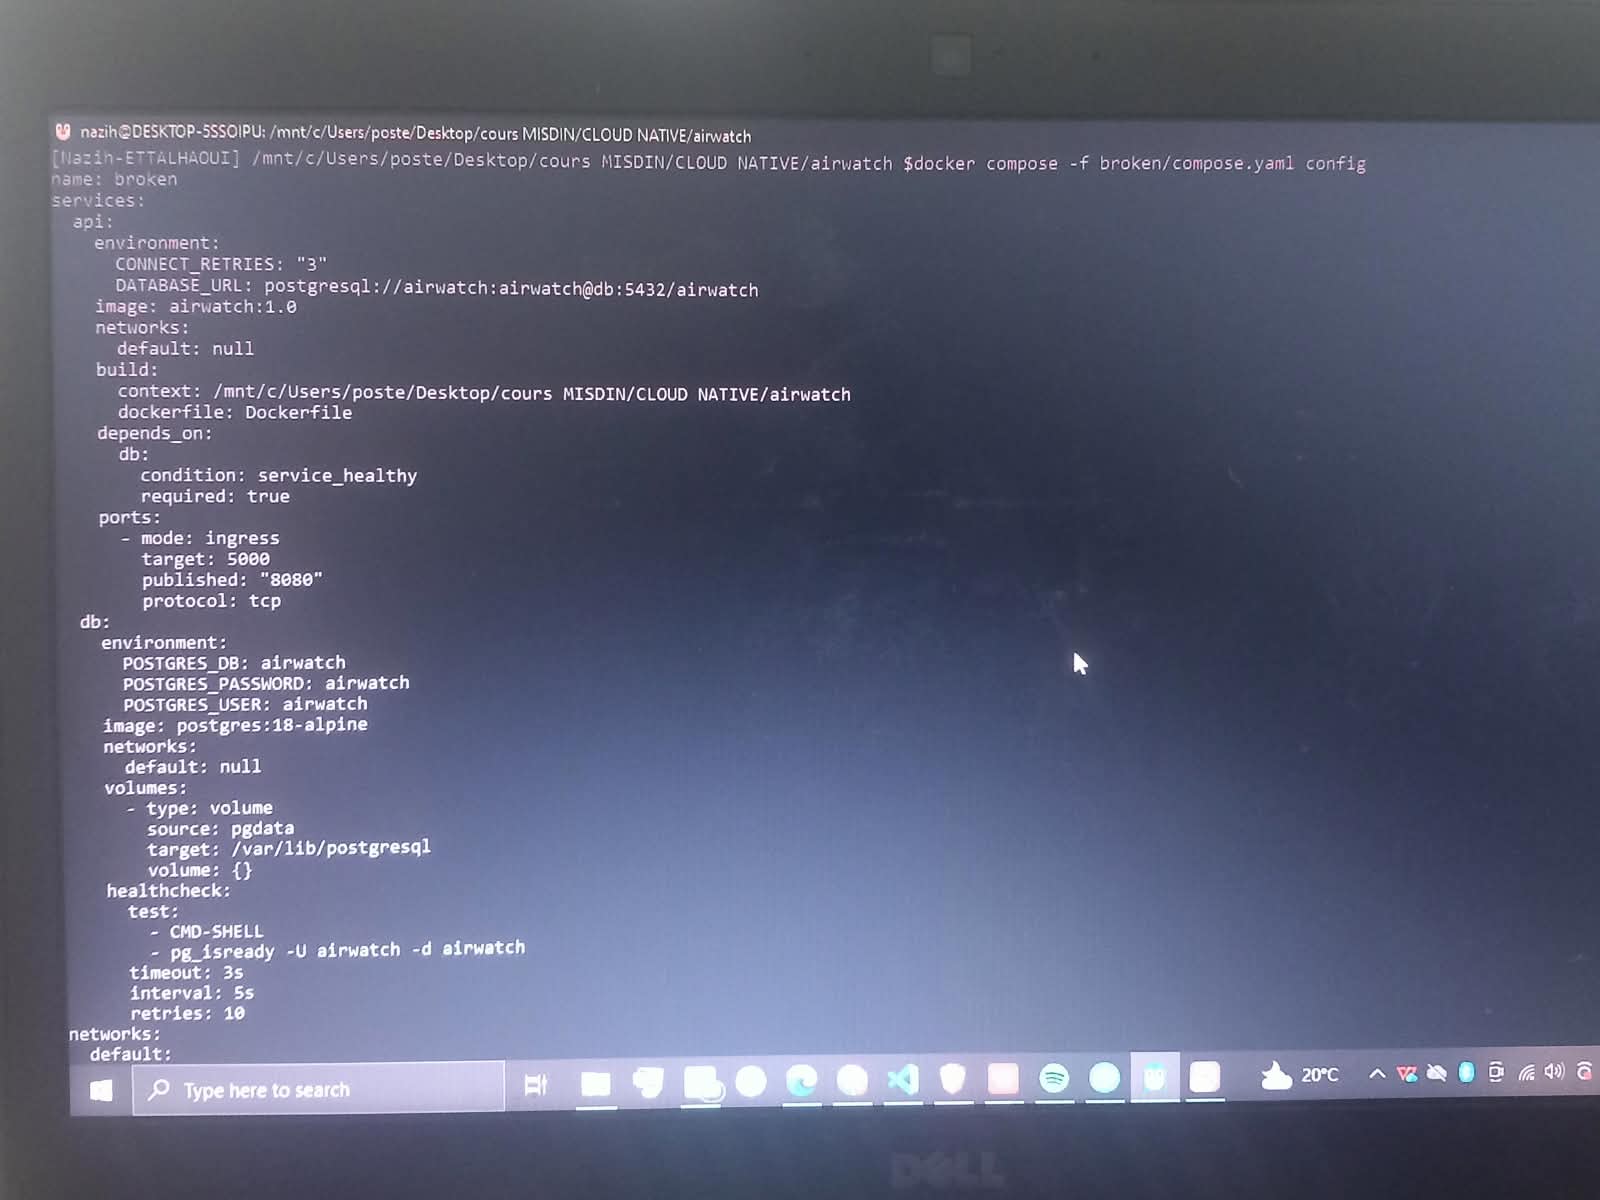 nazih@DESKTOP-5SSOIPU: /mnt/c/Users/poste/Desktop/cours MISDIN/CLOUD NATIVE/airwatch
[Nazih-ETTALHAOUI] /mnt/c/Users/poste/Desktop/cours MISDIN/CLOUD NATIVE/airwatch $docker compose -f broken/compose.yaml config
name: broken
services:
  api:
    environment:
      CONNECT_RETRIES: "3"
      DATABASE_URL: postgresql://airwatch:airwatch@db:5432/airwatch
    image: airwatch:1.0
    networks:
      default: null
    build:
      context: /mnt/c/Users/poste/Desktop/cours MISDIN/CLOUD NATIVE/airwatch
      dockerfile: Dockerfile
    depends_on:
      db:
        condition: service_healthy
        required: true
    ports:
      - mode: ingress
        target: 5000
        published: "8080"
        protocol: tcp
  db:
    environment:
      POSTGRES_DB: airwatch
      POSTGRES_PASSWORD: airwatch
      POSTGRES_USER: airwatch
    image: postgres:18-alpine
    networks:
      default: null
    volumes:
      - type: volume
        source: pgdata
        target: /var/lib/postgresql
        volume: {}
    healthcheck:
      test:
        - CMD-SHELL
        - pg_isready -U airwatch -d airwatch
      timeout: 3s
      interval: 5s
      retries: 10
networks:
  default:
Type here to search
20°C
DELL